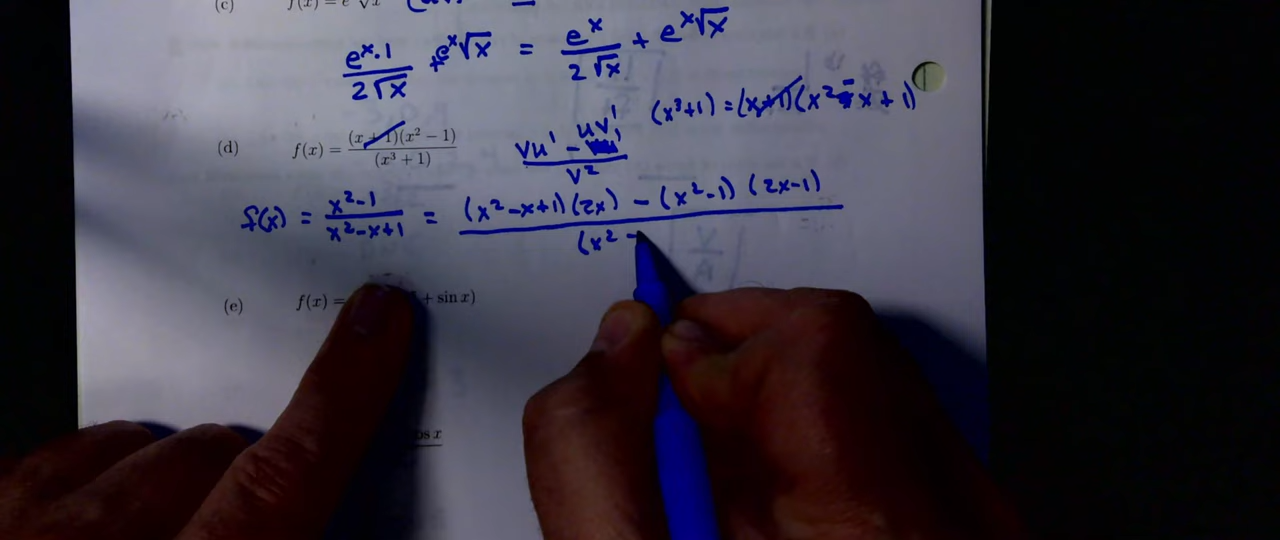 (c) f(x) = e √x
e^x · 1 / 2√x + e^x √x = e^x / 2√x + e^x √x
(x³+1) = (x+1)(x² - x + 1)
(d) f(x) = (x + 1)(x² − 1) / (x³ + 1)
vu' − uv' / v²
f(x) = x²-1 / x²-x+1 = (x²-x+1)(2x) − (x²-1)(2x-1) / (x² -
(e) f(x) = + sin x)
os x